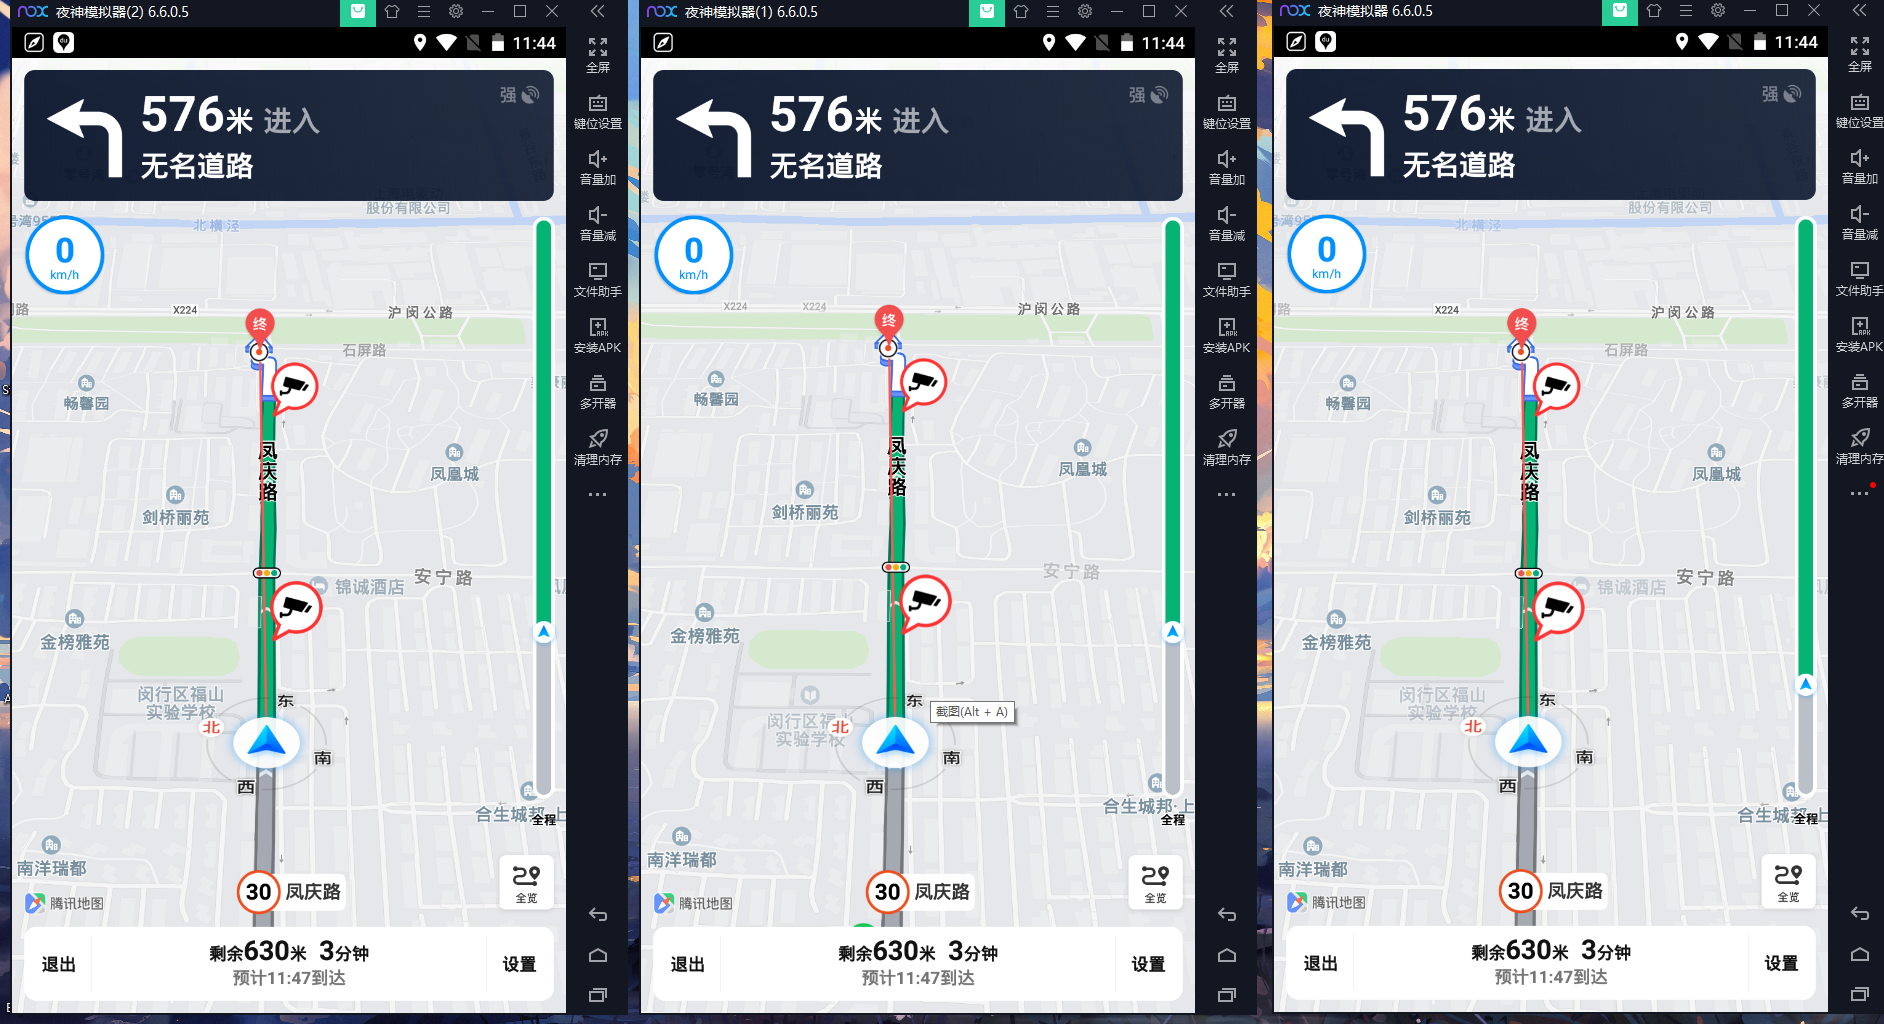 nox 夜神模拟器(2) 6.6.0.5
11:44
576米 进入
强
无名道路
股份有限公司
北横泾
0
km/h
X224
沪闵公路
终
石屏路
畅馨园
凤庆路
凤凰城
剑桥丽苑
锦诚酒店
安宁路
金榜雅苑
闵行区福山
实验学校
东
北
南
西
合生城邦·上
全程
南洋瑞都
30 凤庆路
全览
腾讯地图
退出
剩余630米 3分钟
预计11:47到达
设置
全屏
键位设置
音量加
音量减
文件助手
安装APK
多开器
清理内存
nox 夜神模拟器(1) 6.6.0.5
11:44
576米 进入
强
无名道路
0
km/h
X224
X224
沪闵公路
终
畅馨园
凤庆路
凤凰城
剑桥丽苑
安宁路
金榜雅苑
闵行区福山
实验学校
东
截图(Alt + A)
北
南
西
合生城邦·上
全程
南洋瑞都
30 凤庆路
全览
腾讯地图
退出
剩余630米 3分钟
预计11:47到达
设置
全屏
键位设置
音量加
音量减
文件助手
安装APK
多开器
清理内存
nox 夜神模拟器 6.6.0.5
11:44
576米 进入
强
无名道路
股份有限公司
北横泾
0
km/h
X224
沪闵公路
终
石屏路
畅馨园
凤庆路
凤凰城
剑桥丽苑
锦诚酒店
安宁路
金榜雅苑
闵行区福山
实验学校
东
北
南
西
合生城邦·上
全程
南洋瑞都
30 凤庆路
全览
腾讯地图
退出
剩余630米 3分钟
预计11:47到达
设置
全屏
键位设置
音量加
音量减
文件助手
安装APK
多开器
清理内存